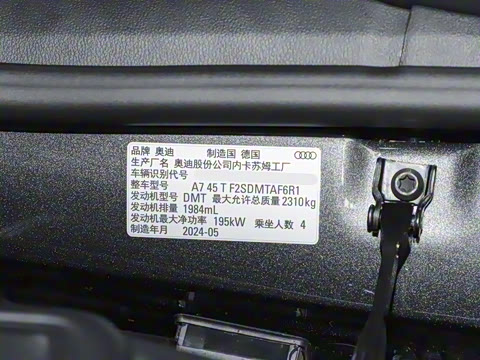 品牌 奥迪 制造国 德国
生产厂名 奥迪股份公司内卡苏姆工厂
车辆识别代号
整车型号 A7 45 T F2SDMTAF6R1
发动机型号 DMT 最大允许总质量 2310kg
发动机排量 1984mL
发动机最大净功率 195kW 乘坐人数 4
制造年月 2024-05